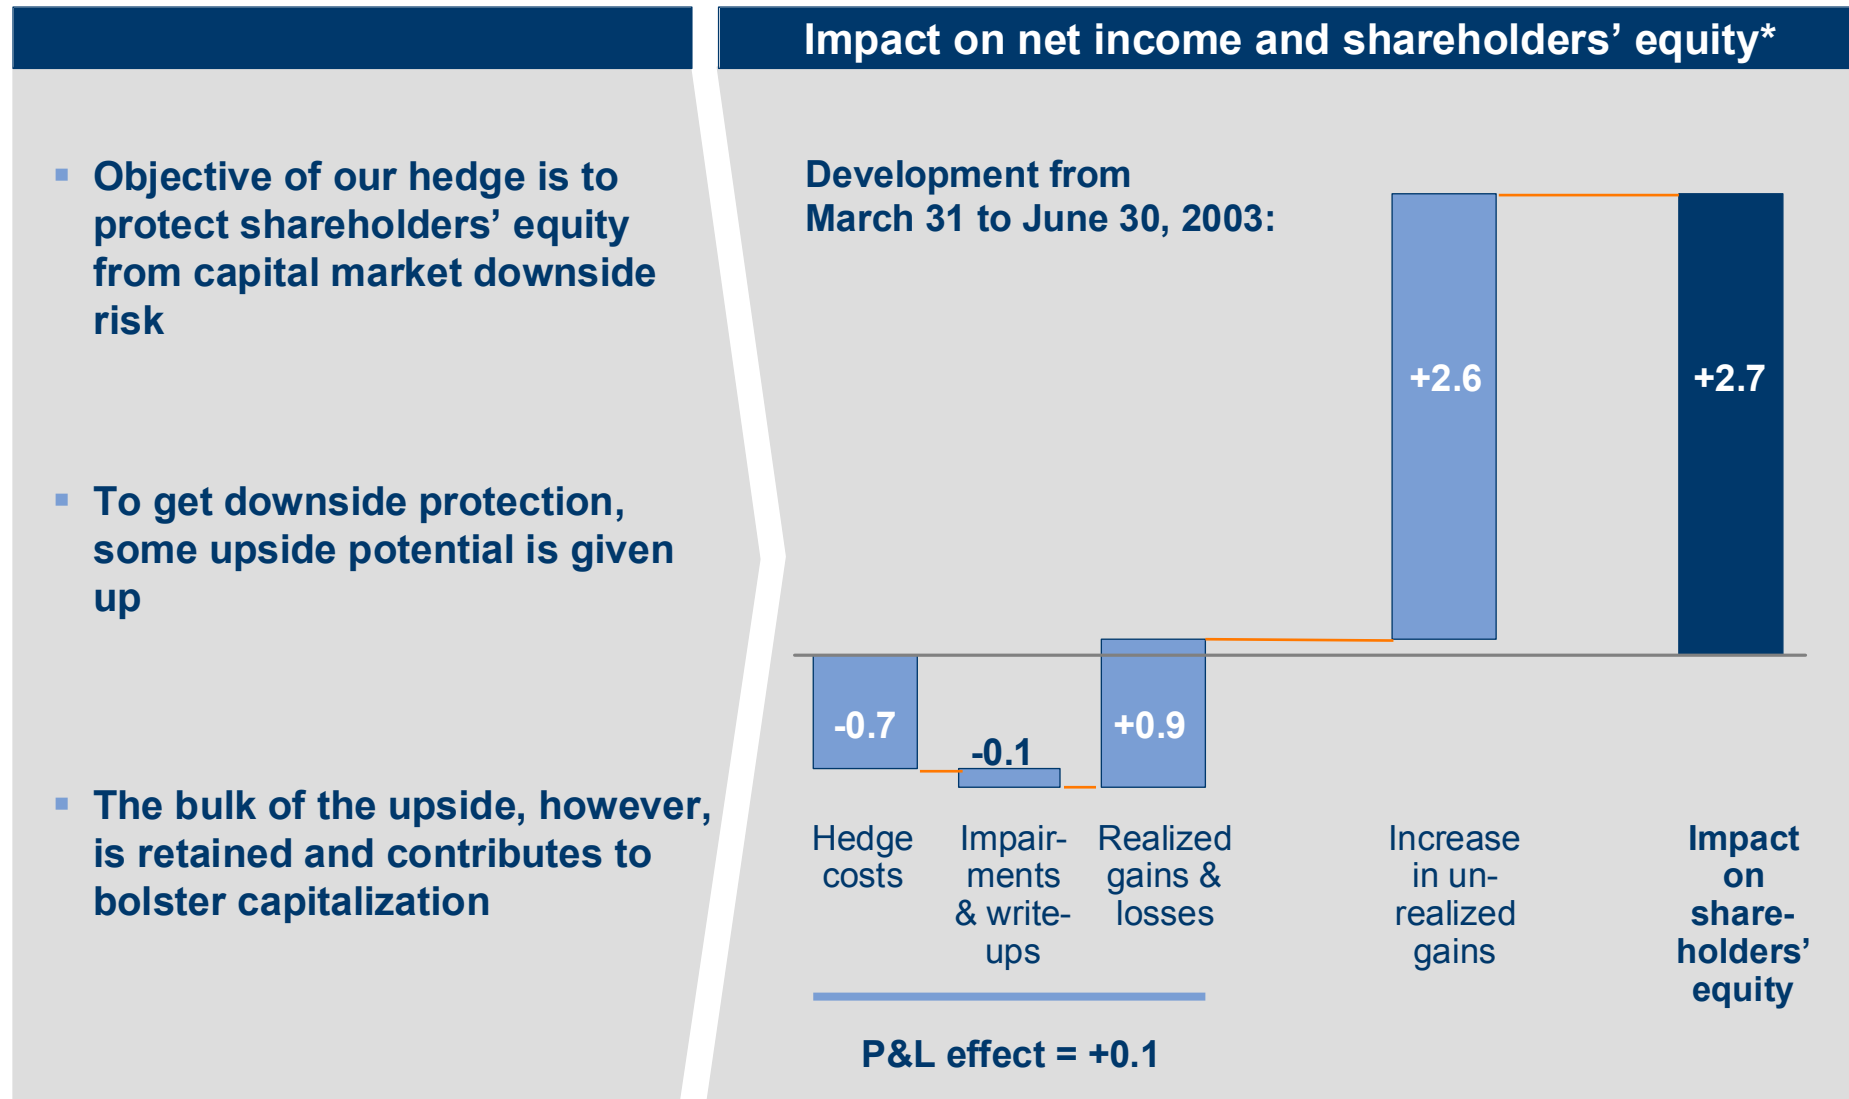 Impact on net income and shareholders’ equity*
▪ Objective of our hedge is to
protect shareholders’ equity
from capital market downside
risk
▪ To get downside protection,
some upside potential is given
up
▪ The bulk of the upside, however,
is retained and contributes to
bolster capitalization
Development from
March 31 to June 30, 2003:
-0.7
-0.1
+0.9
+2.6
+2.7
Hedge
costs
Impair-
ments
& write-
ups
Realized
gains &
losses
Increase
in un-
realized
gains
Impact
on
share-
holders’
equity
P&L effect = +0.1